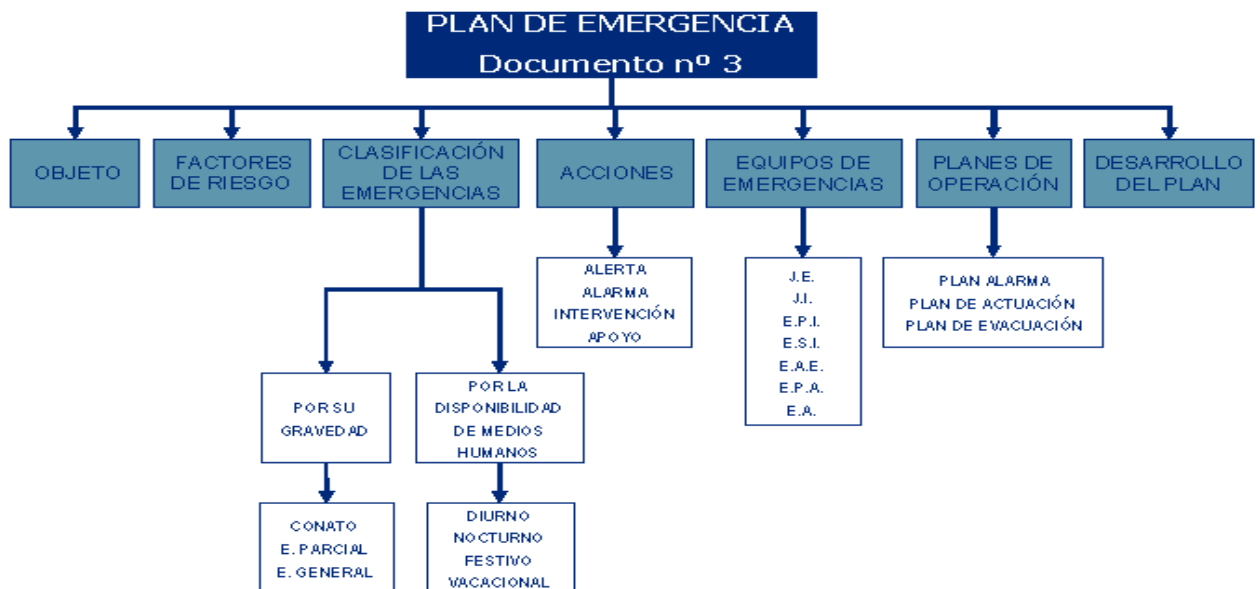 PLAN DE EMERGENCIA
Documento nº 3
OBJETO
FACTORES
DE RIESGO
CLASIFICACIÓN
DE LAS
EMERGENCIAS
ACCIONES
EQUIPOS DE
EMERGENCIAS
PLANES DE
OPERACIÓN
DESARROLLO
DEL PLAN
ALERTA
ALARMA
INTERVENCIÓN
APOYO
J.E.
J.I.
E.P.I.
E.S.I.
E.A.E.
E.P.A.
E.A.
PLAN ALARMA
PLAN DE ACTUACIÓN
PLAN DE EVACUACIÓN
POR SU
GRAVEDAD
POR LA
DISPONIBILIDAD
DE MEDIOS
HUMANOS
CONATO
E. PARCIAL
E. GENERAL
DIURNO
NOCTURNO
FESTIVO
VACACIONAL